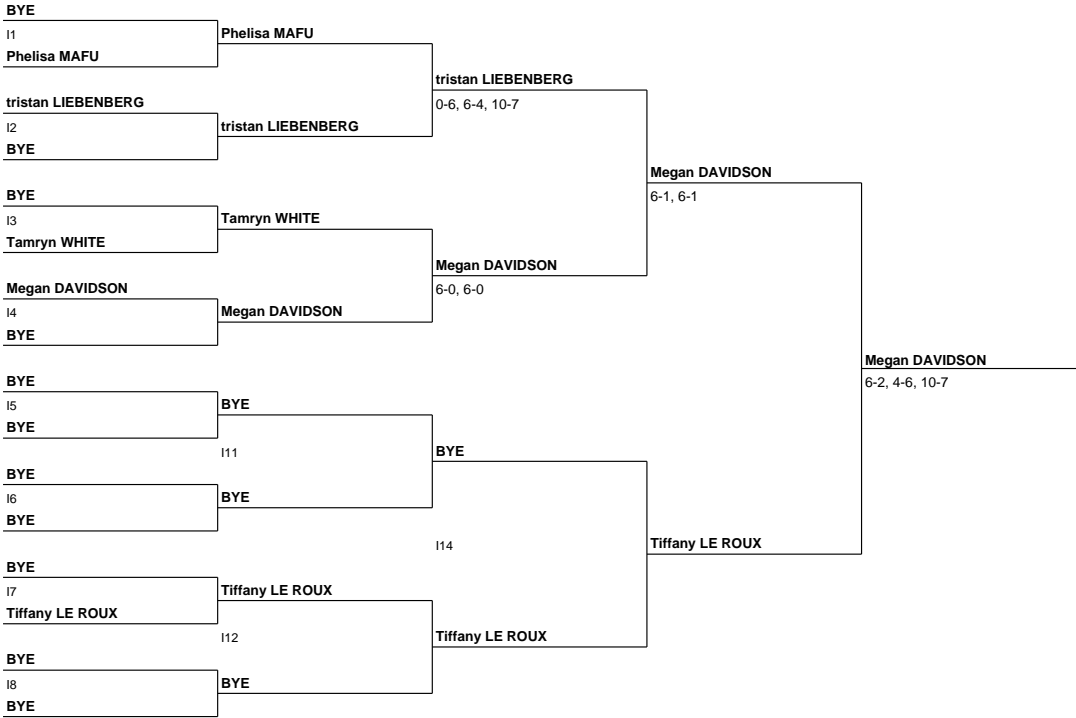 BYE
I1
Phelisa MAFU
tristan LIEBENBERG
I2
BYE
BYE
I3
Tamryn WHITE
Megan DAVIDSON
I4
BYE
BYE
I5
BYE
BYE
I6
BYE
BYE
I7
Tiffany LE ROUX
BYE
I8
BYE
Phelisa MAFU
tristan LIEBENBERG
Tamryn WHITE
Megan DAVIDSON
BYE
I11
BYE
Tiffany LE ROUX
I12
BYE
tristan LIEBENBERG
0-6, 6-4, 10-7
Megan DAVIDSON
6-0, 6-0
BYE
I14
Tiffany LE ROUX
Megan DAVIDSON
6-1, 6-1
Tiffany LE ROUX
Megan DAVIDSON
6-2, 4-6, 10-7